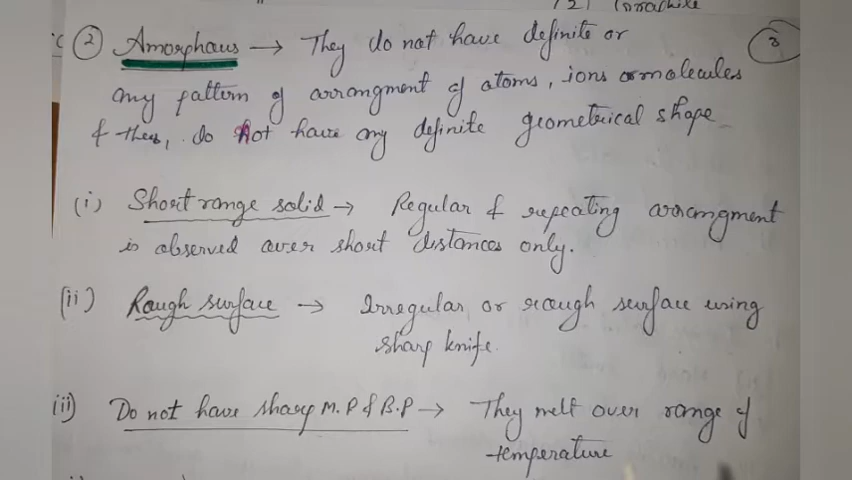 (2) Graphite
② Amorphous → They do not have definite or
3
any pattern of arrangment of atoms, ions or molecules
& thus, do not have any definite geometrical shape
(i) Short range solid → Regular & repeating arrangment
is observed over short distances only.
(ii) Rough surface → Irregular or rough surface using
sharp knife.
(ii) Do not have sharp M.P & B.P → They melt over range of
temperature